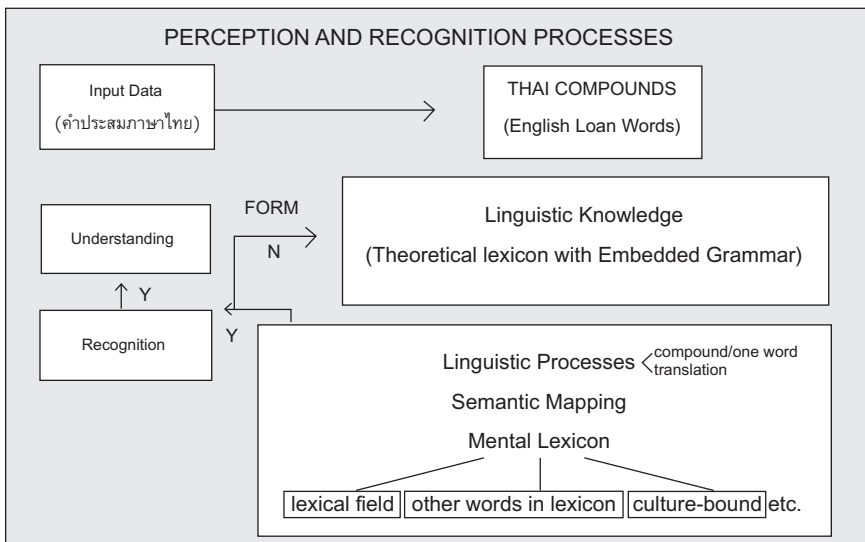 PERCEPTION AND RECOGNITION PROCESSES
Input Data
(คำประสมภาษาไทย)
THAI COMPOUNDS
(English Loan Words)
Understanding
FORM
N
Linguistic Knowledge
(Theoretical lexicon with Embedded Grammar)
Y
Recognition
Y
Linguistic Processes
compound/one word
translation
Semantic Mapping
Mental Lexicon
lexical field other words in lexicon culture-bound etc.